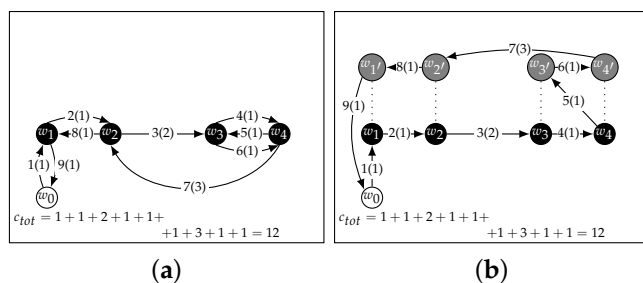 2(1)
4(1)
w1
8(1)
w2
3(2)
w3
5(1)
w4
6(1)
1(1)
9(1)
7(3)
w0
c_tot = 1 + 1 + 2 + 1 + 1+
+1 + 3 + 1 + 1 = 12
(a)
7(3)
w1′
8(1)
w2′
w3′
6(1)
w4′
9(1)
5(1)
w1
2(1)
w2
3(2)
w3
4(1)
w4
1(1)
w0
c_tot = 1 + 1 + 2 + 1 + 1+
+1 + 3 + 1 + 1 = 12
(b)